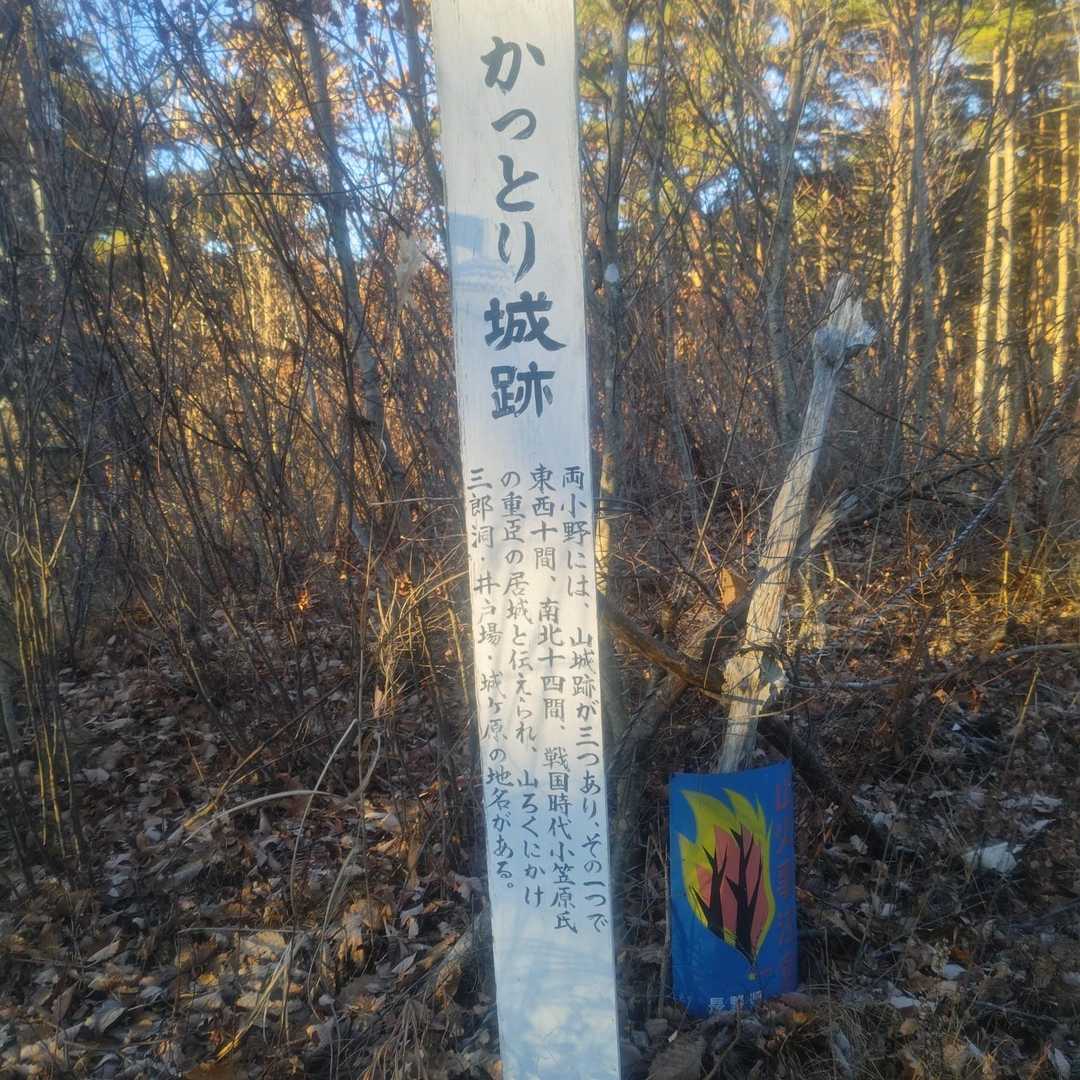 かっとり城跡
両小野には、山城跡が三つあり、その一つで
東西十間、南北十四間、戦国時代小笠原氏
の重臣の居城と伝えられ、山ろくにかけ
三郎洞・井戸場・城ヶ原の地名がある。
長野県